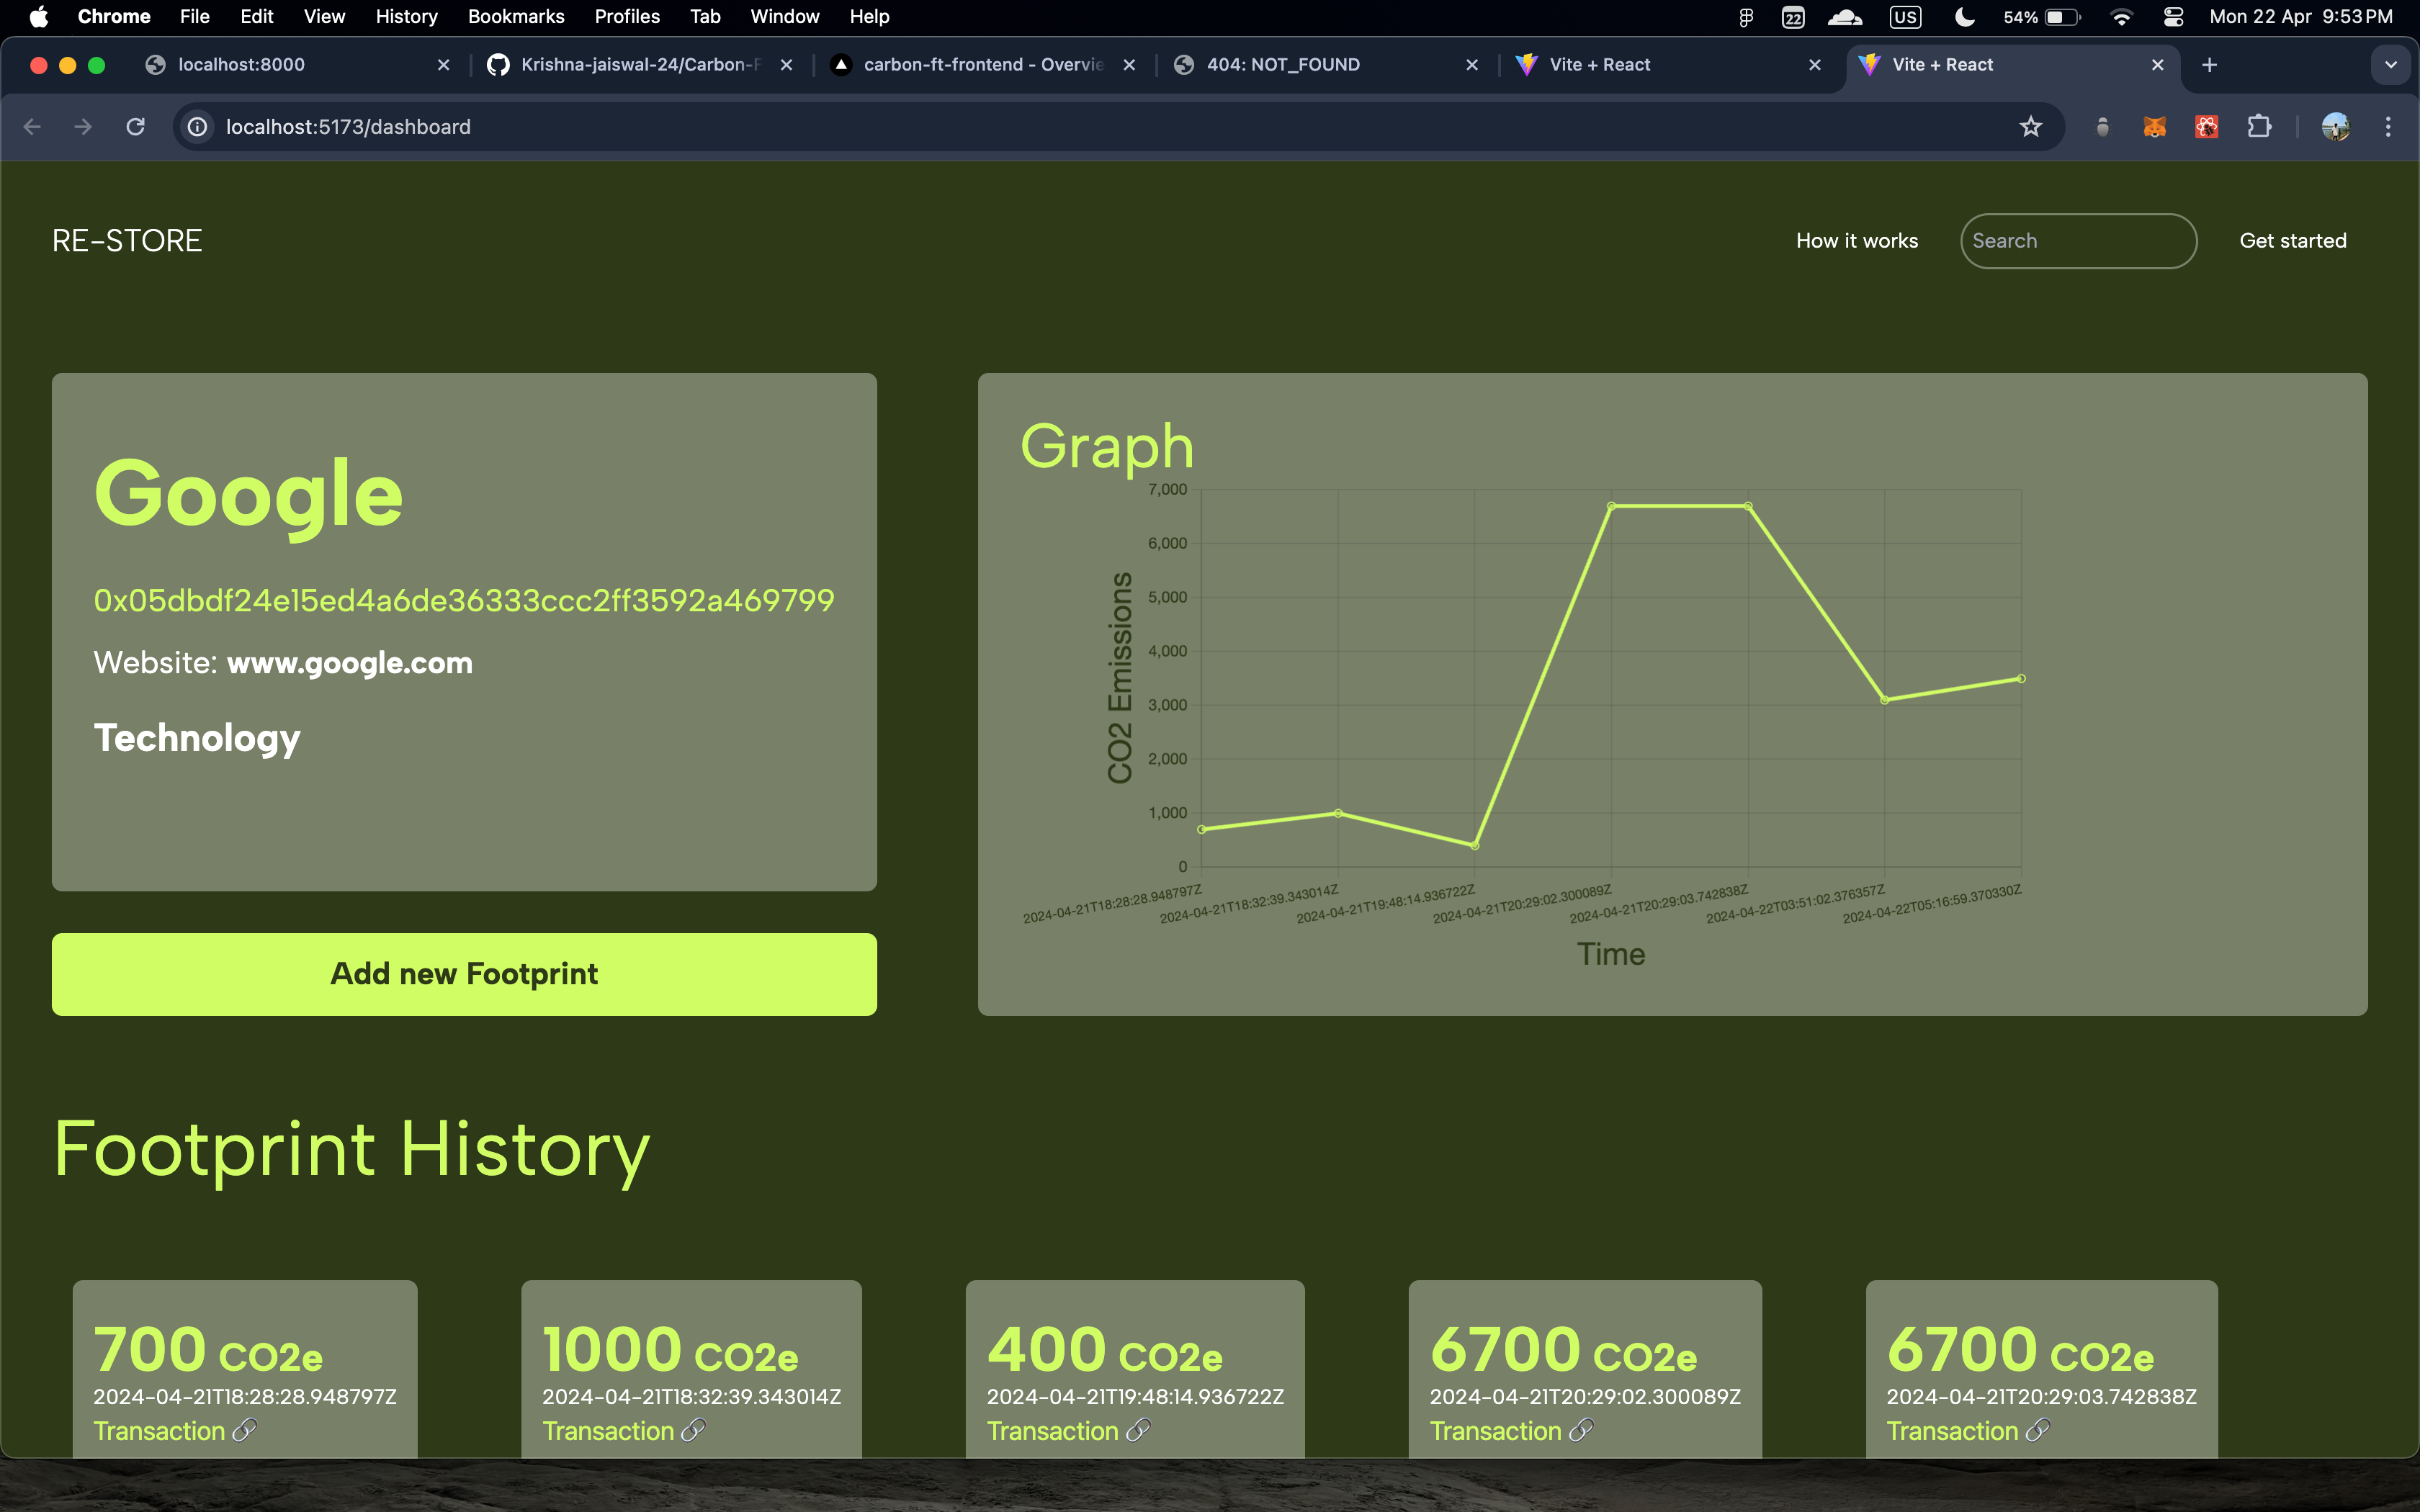 Chrome File Edit View History Bookmarks Profiles Tab Window Help 22 US 54% Mon 22 Apr 9:53 PM
localhost:8000 Krishna-jaiswal-24/Carbon-F carbon-ft-frontend - Overvie 404: NOT_FOUND Vite + React Vite + React
localhost:5173/dashboard
RE-STORE How it works Search Get started
Google
0x05dbdf24e15ed4a6de36333ccc2ff3592a469799
Website: www.google.com
Technology
Add new Footprint
Graph
7,000
6,000
5,000
4,000
3,000
2,000
1,000
0
CO2 Emissions
2024-04-21T18:28:28.948797Z
2024-04-21T18:32:39.343014Z
2024-04-21T19:48:14.936722Z
2024-04-21T20:29:02.300089Z
2024-04-21T20:29:03.742838Z
2024-04-22T03:51:02.376357Z
2024-04-22T05:16:59.370330Z
Time
Footprint History
700 CO2e
2024-04-21T18:28:28.948797Z
Transaction
1000 CO2e
2024-04-21T18:32:39.343014Z
Transaction
400 CO2e
2024-04-21T19:48:14.936722Z
Transaction
6700 CO2e
2024-04-21T20:29:02.300089Z
Transaction
6700 CO2e
2024-04-21T20:29:03.742838Z
Transaction